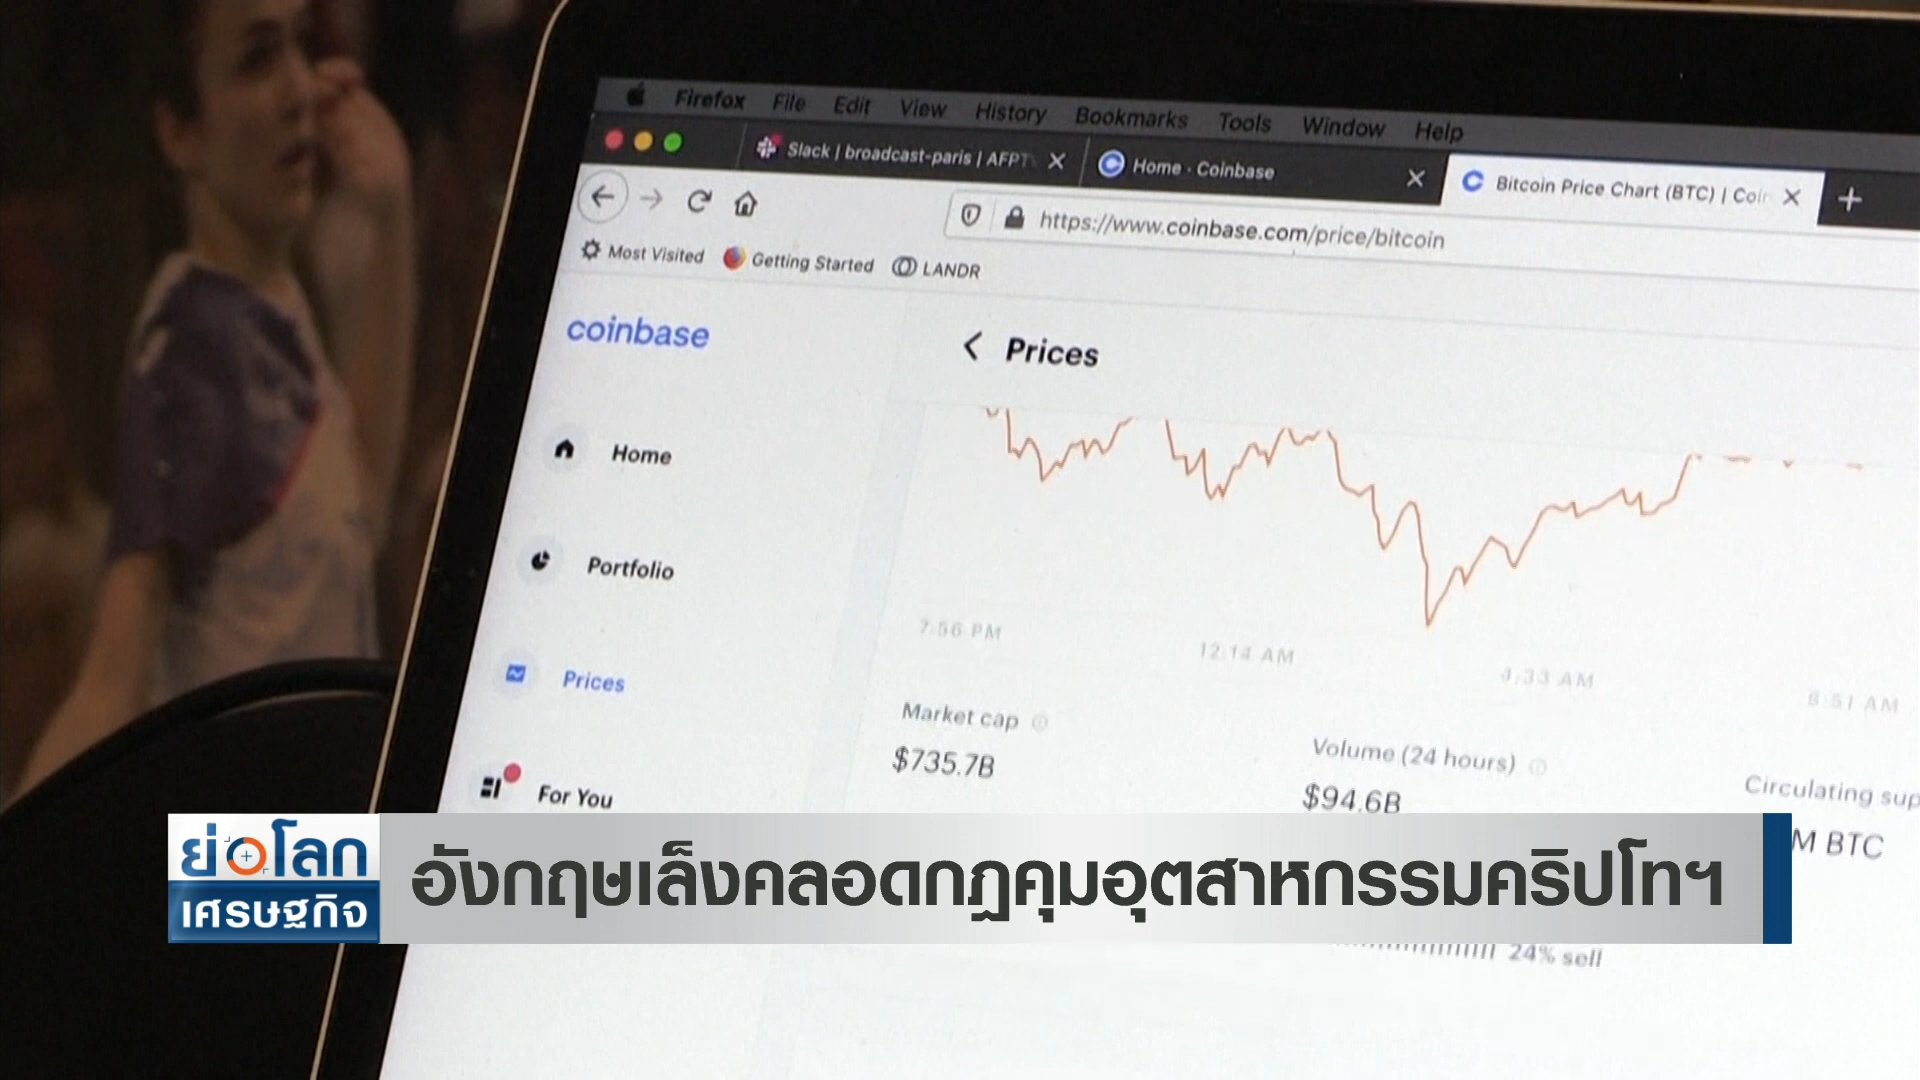 Firefox File Edit View History Bookmarks Tools Window Help
Slack | broadcast-paris | AFPT
Home · Coinbase
Bitcoin Price Chart (BTC) | Coin
https://www.coinbase.com/price/bitcoin
Most Visited Getting Started LANDR
coinbase
Prices
Home
Portfolio
Prices
For You
7:56 PM
12:14 AM
4:33 AM
8:51 AM
Market cap
$735.7B
Volume (24 hours)
$94.6B
Circulating sup
M BTC
ย่อโลก
เศรษฐกิจ
อังกฤษเล็งคลอดกฎคุมอุตสาหกรรมคริปโทฯ
24% sell